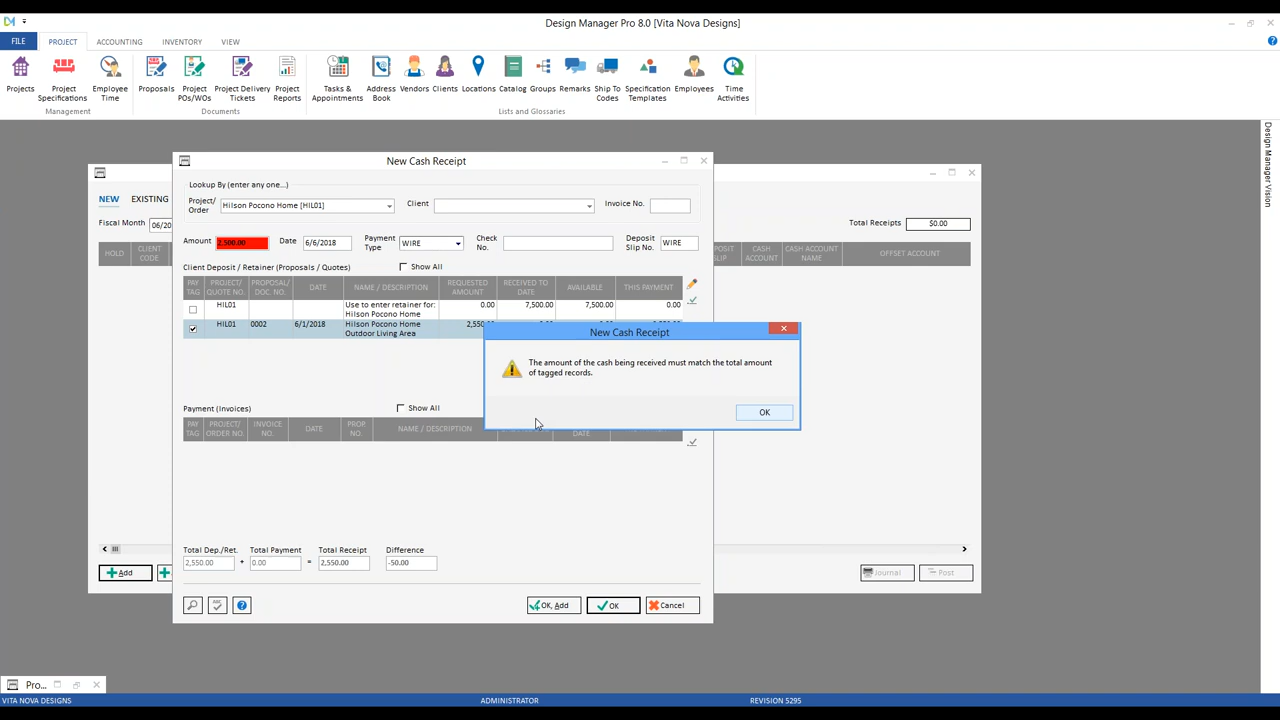 Design Manager Pro 8.0 [Vita Nova Designs]
FILE PROJECT ACCOUNTING INVENTORY VIEW
Projects
Project Specifications
Employee Time
Proposals
Project POs/WOs
Project Delivery Tickets
Project Reports
Tasks & Appointments
Address Book
Vendors
Clients
Locations
Catalog
Groups
Remarks
Ship To Codes
Specification Templates
Employees
Time Activities
Management
Documents
Lists and Glossaries
Design Manager Vision
NEW EXISTING
Fiscal Month 06/20
Total Receipts $0.00
HOLD CLIENT CODE
CASH ACCOUNT
CASH ACCOUNT NAME
OFFSET ACCOUNT
New Cash Receipt
Lookup By (enter any one...)
Project/ Order Hilson Pocono Home [HIL01] Client Invoice No.
Amount 2,500.00 Date 6/6/2018 Payment Type WIRE Check No. Deposit Slip No. WIRE
Client Deposit / Retainer (Proposals / Quotes) Show All
PAY TAG PROJECT/ QUOTE NO. PROPOSAL/ DOC. NO. DATE NAME / DESCRIPTION REQUESTED AMOUNT RECEIVED TO DATE AVAILABLE THIS PAYMENT
HIL01 Use to enter retainer for: 0.00 7,500.00 7,500.00 0.00
Hilson Pocono Home
HIL01 0002 6/1/2018 Hilson Pocono Home
Outdoor Living Area
New Cash Receipt
The amount of the cash being received must match the total amount
of tagged records.
OK
Payment (Invoices) Show All
PAY TAG PROJECT/ ORDER NO. INVOICE NO. DATE PROP. NO. NAME / DESCRIPTION
DATE
Total Dep./Ret. Total Payment Total Receipt Difference
2,550.00 + 0.00 = 2,550.00 -50.00
Add Journal Post
OK, Add OK Cancel
Pro...
VITA NOVA DESIGNS ADMINISTRATOR REVISION 5295